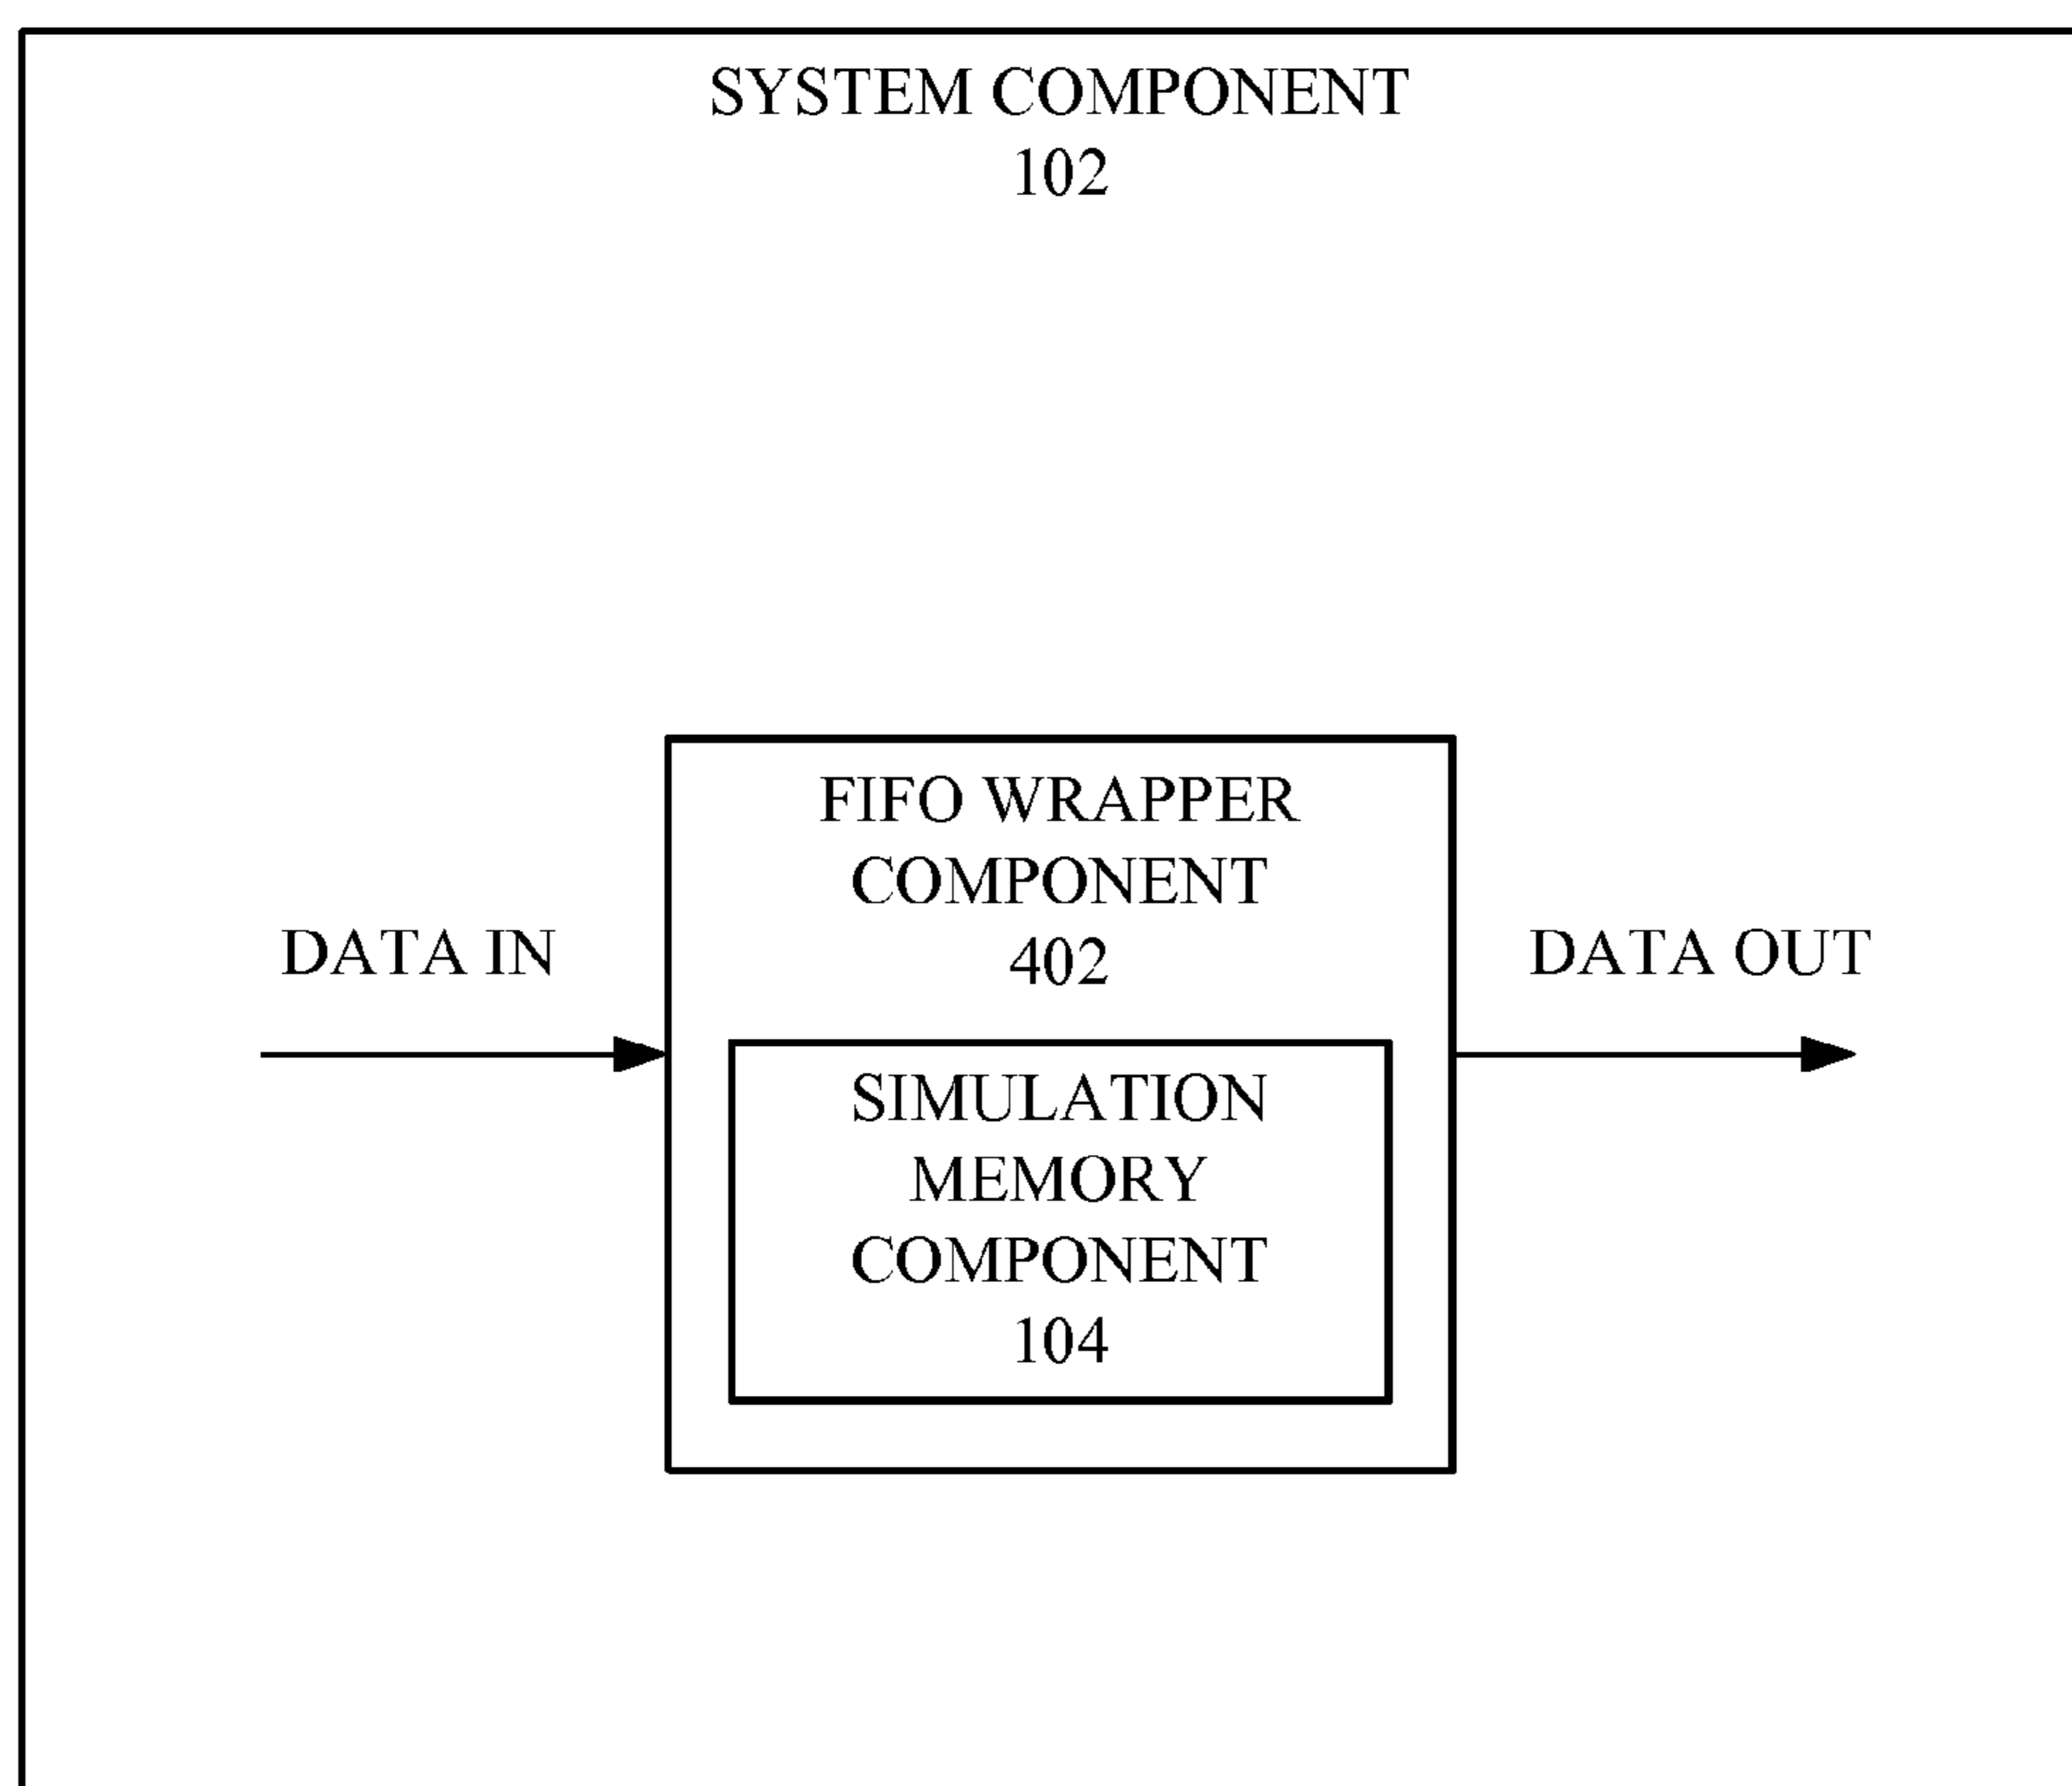 SYSTEM COMPONENT
102
FIFO WRAPPER
COMPONENT
402
DATA IN
DATA OUT
SIMULATION
MEMORY
COMPONENT
104